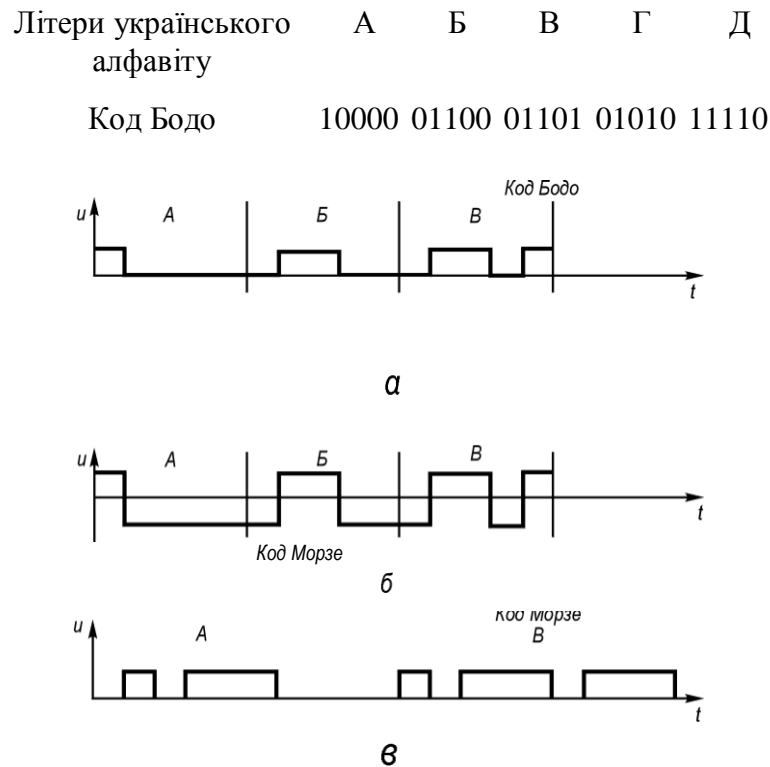 Літери українського А Б В Г Д
алфавіту
Код Бодо 10000 01100 01101 01010 11110
Код Бодо
u А Б В
t
а
u А Б В
t
Код Морзе
б
Код Морзе
u А В
t
в